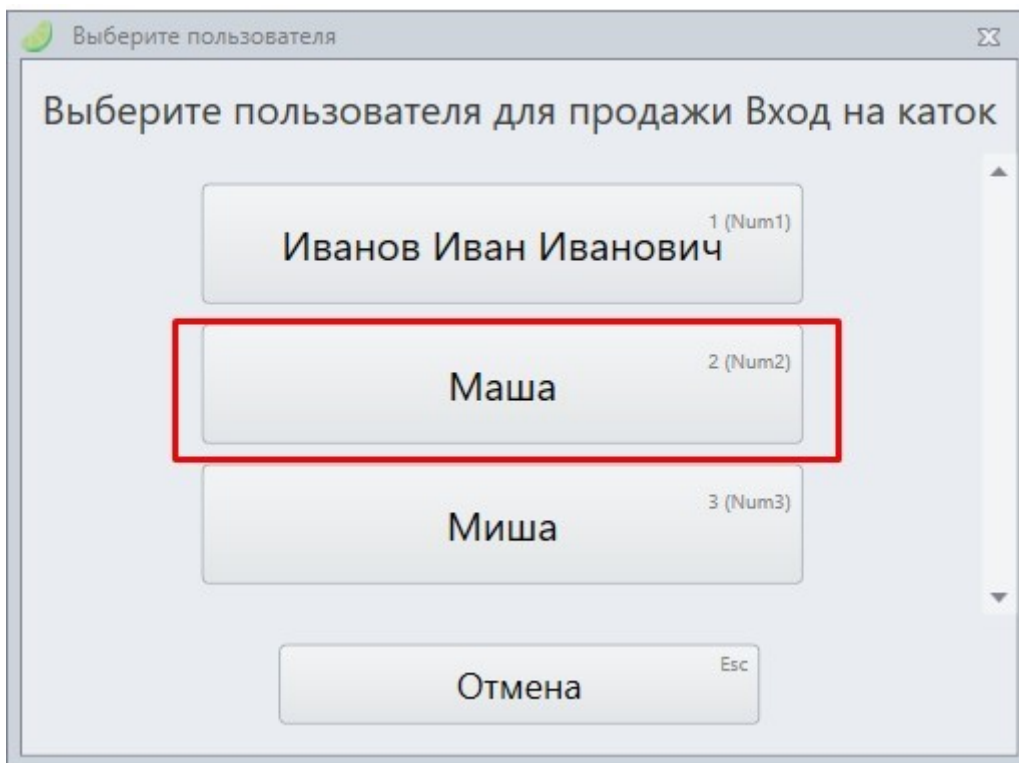 Выберите пользователя
Выберите пользователя для продажи Вход на каток
1 (Num1)
Иванов Иван Иванович
2 (Num2)
Маша
3 (Num3)
Миша
Esc
Отмена